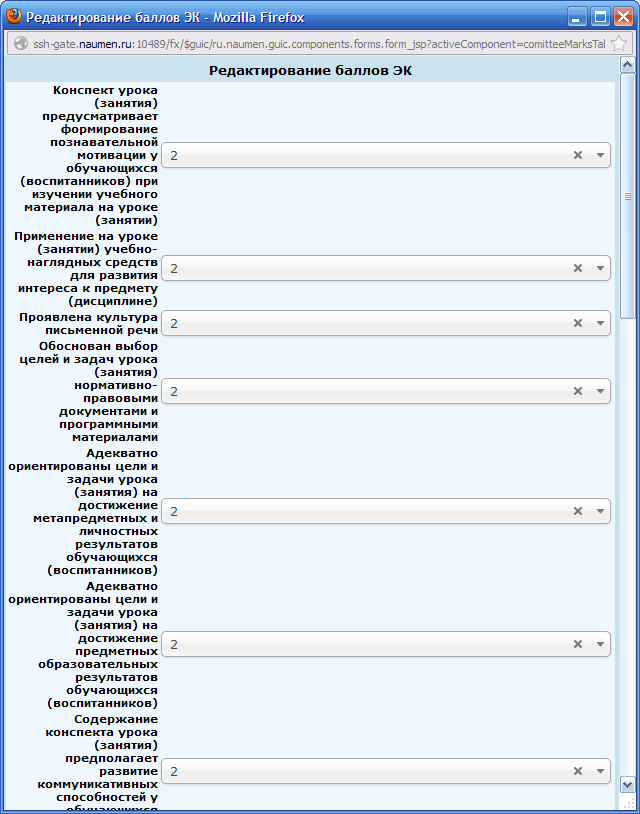 Редактирование баллов ЭК - Mozilla Firefox
ssh-gate.naumen.ru:10489/fx/$guic/ru.naumen.guic.components.forms.form_jsp?activeComponent=comitteeMarksTal
Редактирование баллов ЭК
Конспект урока
(занятия)
предусматривает
формирование
познавательной
мотивации у
обучающихся
(воспитанников) при
изучении учебного
материала на уроке
(занятии)
2
Применение на уроке
(занятии) учебно-
наглядных средств
для развития
интереса к предмету
(дисциплине)
2
Проявлена культура
письменной речи
2
Обоснован выбор
целей и задач урока
(занятия)
нормативно-
правовыми
документами и
программными
материалами
2
Адекватно
ориентированы цели и
задачи урока
(занятия) на
достижение
метапредметных и
личностных
результатов
обучающихся
(воспитанников)
2
Адекватно
ориентированы цели и
задачи урока
(занятия) на
достижение
предметных
образовательных
результатов
обучающихся
(воспитанников)
2
Содержание
конспекта урока
(занятия)
предполагает
развитие
коммуникативных
способностей у
обучающихся
2